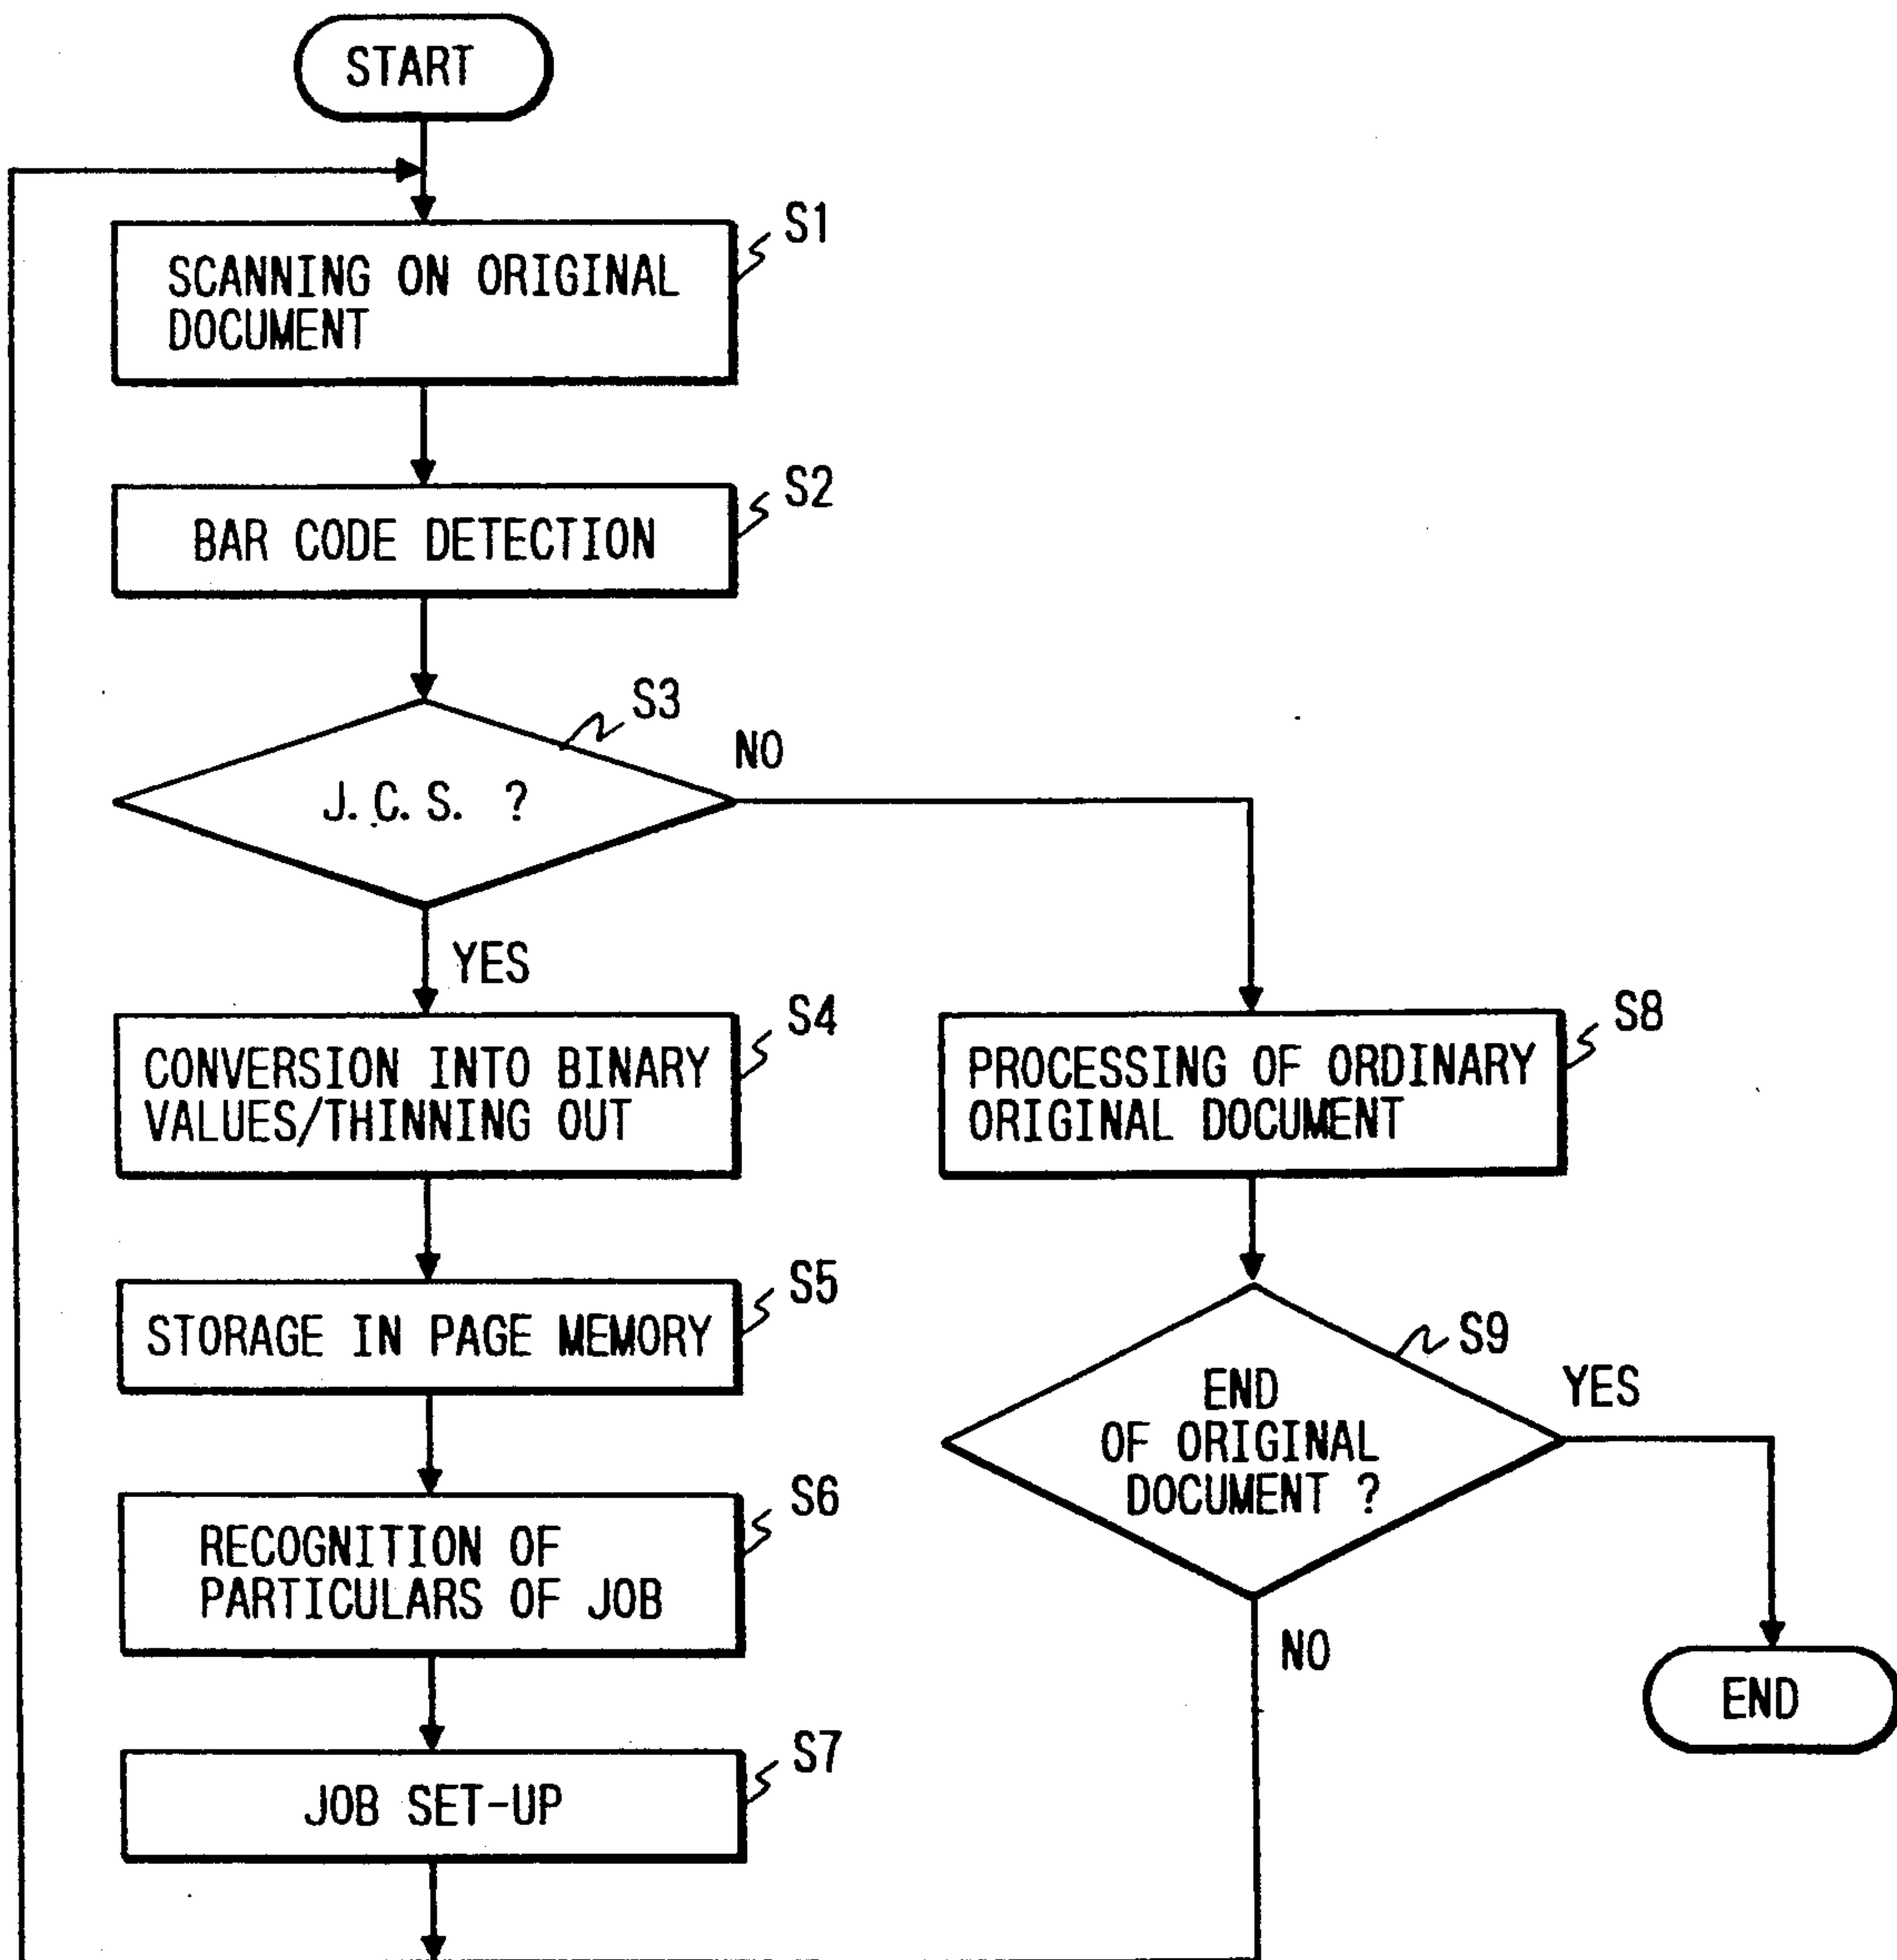 START
S1
SCANNING ON ORIGINAL
DOCUMENT
S2
BAR CODE DETECTION
S3
J.C.S. ?
NO
YES
S4
CONVERSION INTO BINARY
VALUES/THINNING OUT
S8
PROCESSING OF ORDINARY
ORIGINAL DOCUMENT
S5
STORAGE IN PAGE MEMORY
S9
END
OF ORIGINAL
DOCUMENT ?
YES
NO
S6
RECOGNITION OF
PARTICULARS OF JOB
END
S7
JOB SET-UP